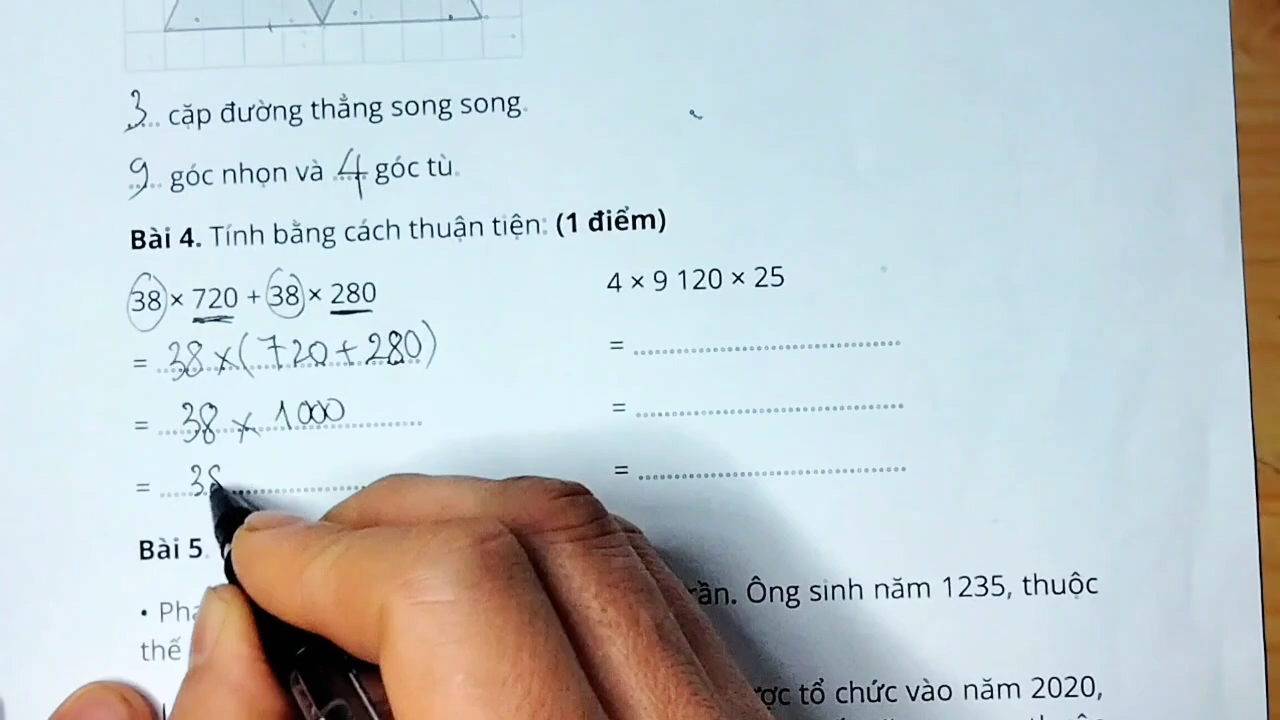 3 cặp đường thẳng song song.
9 góc nhọn và 4 góc tù.
Bài 4. Tính bằng cách thuận tiện: (1 điểm)
38 × 720 + 38 × 280
= 38 × (720 + 280)
= 38 × 1000
= 38
4 × 9 120 × 25
=
=
=
Bài 5.
Ông sinh năm 1235, thuộc
thế
tổ chức vào năm 2020,